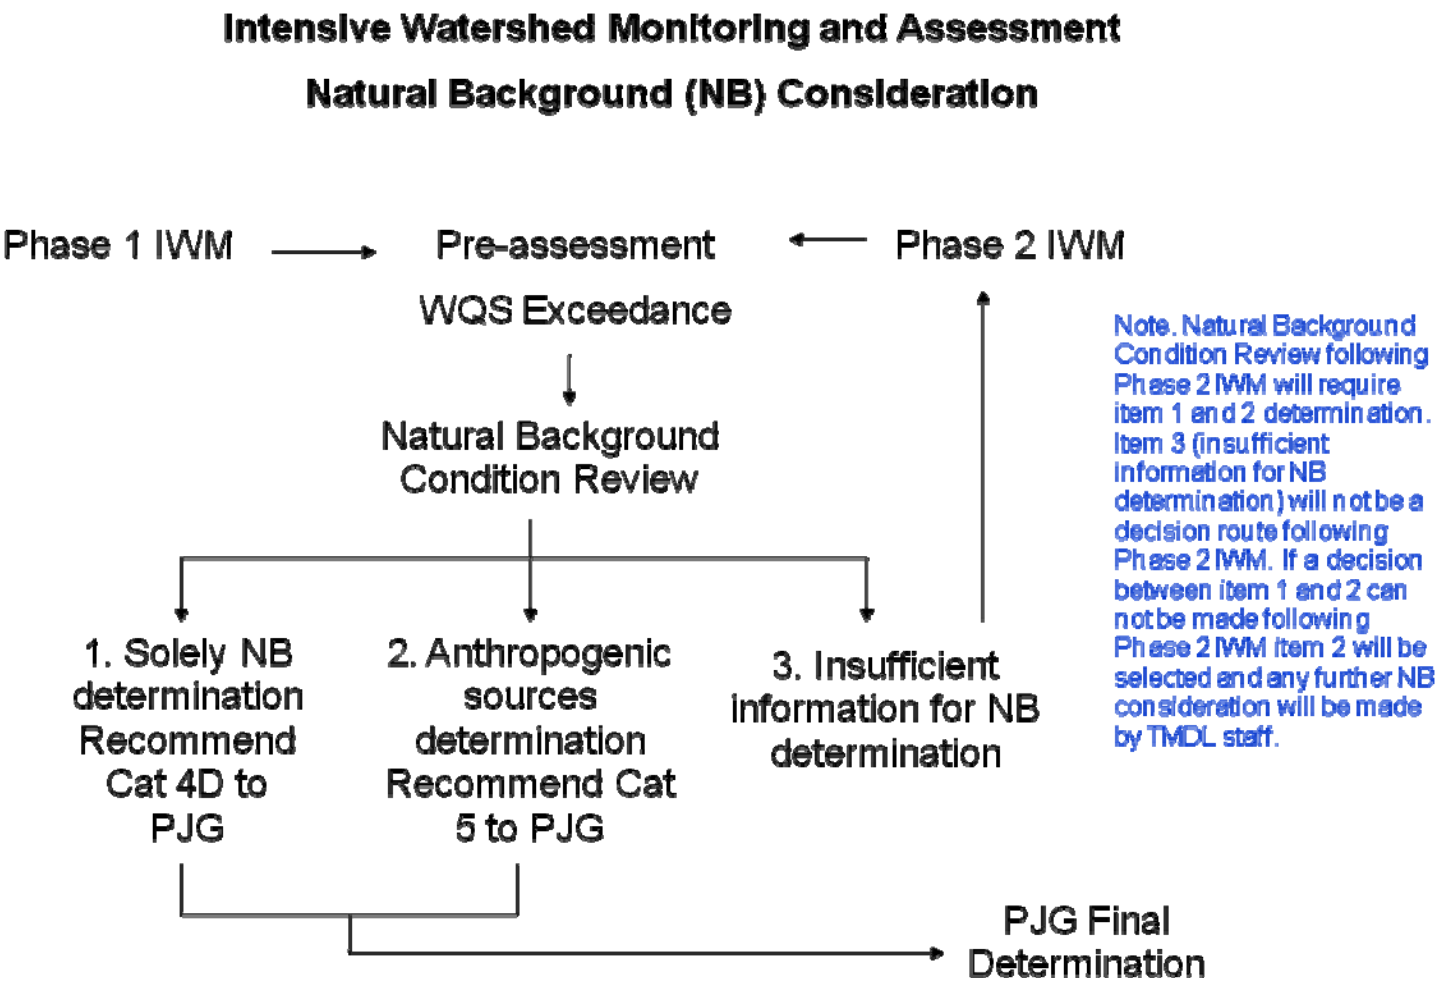 Intensive Watershed Monitoring and Assessment
Natural Background (NB) Consideration
Phase 1 IWM
Pre-assessment
WQS Exceedance
Phase 2 IWM
Natural Background
Condition Review
1. Solely NB
determination
Recommend
Cat 4D to
PJG
2. Anthropogenic
sources
determination
Recommend Cat
5 to PJG
3. Insufficient
information for NB
determination
Note. Natural Background
Condition Review following
Phase 2 IWM will require
item 1 and 2 determination.
Item 3 (insufficient
information for NB
determination) will not be a
decision route following
Phase 2 IWM. If a decision
between item 1 and 2 can
not be made following
Phase 2 IWM item 2 will be
selected and any further NB
consideration will be made
by TMDL staff.
PJG Final
Determination